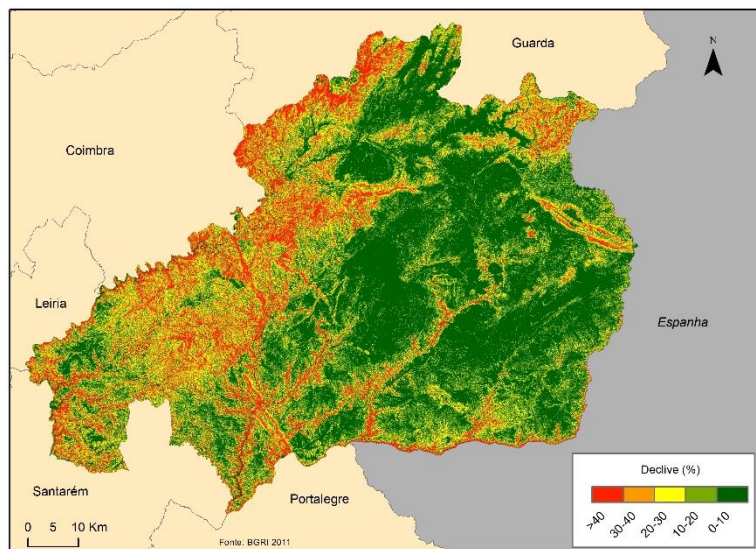 Guarda
N
Coimbra
Leiria
Espanha
Santarém
Portalegre
0 5 10 Km
Fonte: BGRI 2011
Declive (%)
>40
30-40
20-30
10-20
0-10